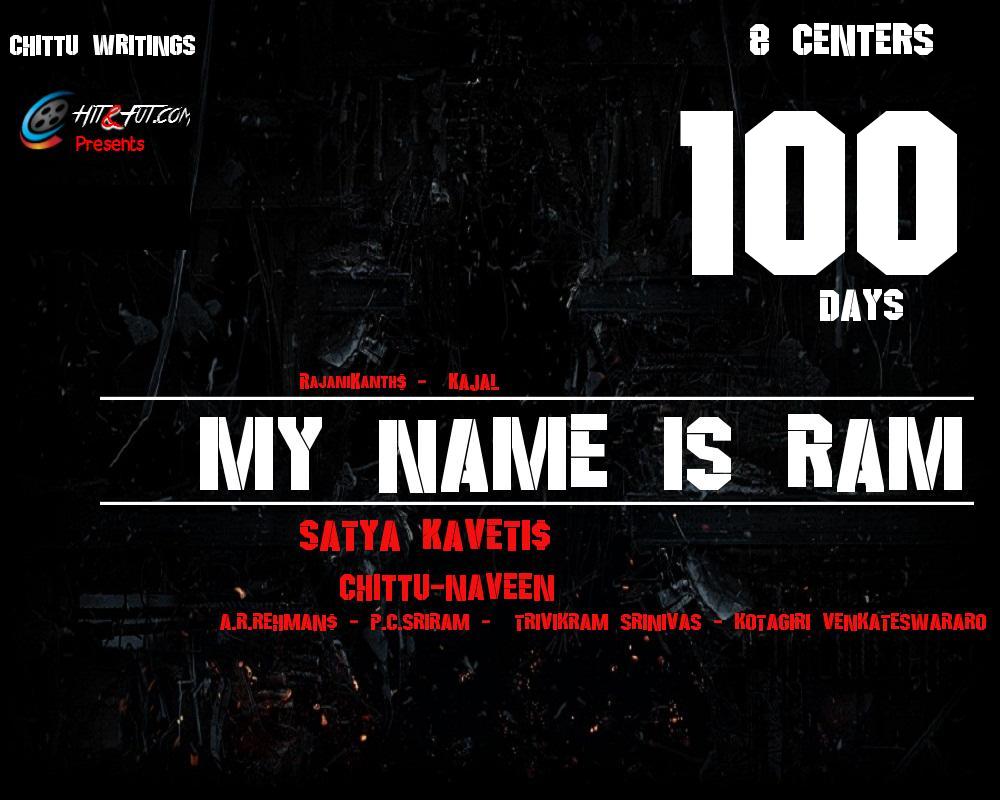 CHITTU WRITINGS
8 CENTERS
HIT&FUT.COM
Presents
100
DAYS
RAJANIKANTH$ - KAJAL
MY NAME IS RAM
SATYA KAVETI$
CHITTU-NAVEEN
A.R.REHMAN$ - P.C.SRIRAM - TRIVIKRAM SRINIVAS - KOTAGIRI VENKATESWARARO